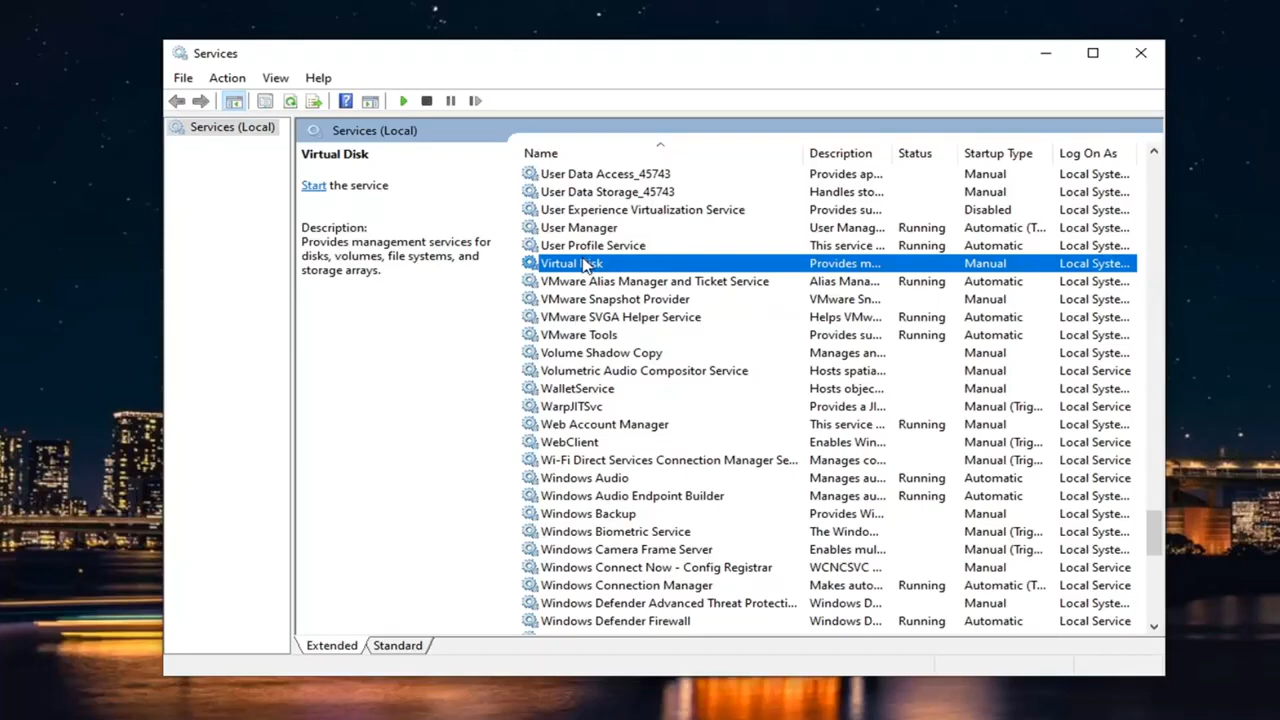 Services
File Action View Help
Services (Local)
Services (Local)
Virtual Disk
Start the service
Description:
Provides management services for
disks, volumes, file systems, and
storage arrays.
Name Description Status Startup Type Log On As
User Data Access_45743 Provides ap... Manual Local Syste...
User Data Storage_45743 Handles sto... Manual Local Syste...
User Experience Virtualization Service Provides su... Disabled Local Syste...
User Manager User Manag... Running Automatic (T... Local Syste...
User Profile Service This service ... Running Automatic Local Syste...
Virtual Disk Provides m... Manual Local Syste...
VMware Alias Manager and Ticket Service Alias Mana... Running Automatic Local Syste...
VMware Snapshot Provider VMware Sn... Manual Local Syste...
VMware SVGA Helper Service Helps VMw... Running Automatic Local Syste...
VMware Tools Provides su... Running Automatic Local Syste...
Volume Shadow Copy Manages an... Manual Local Syste...
Volumetric Audio Compositor Service Hosts spatia... Manual Local Service
WalletService Hosts objec... Manual Local Syste...
WarpJITSvc Provides a JI... Manual (Trig... Local Service
Web Account Manager This service ... Running Manual Local Syste...
WebClient Enables Win... Manual (Trig... Local Service
Wi-Fi Direct Services Connection Manager Se... Manages co... Manual (Trig... Local Service
Windows Audio Manages au... Running Automatic Local Service
Windows Audio Endpoint Builder Manages au... Running Automatic Local Syste...
Windows Backup Provides Wi... Manual Local Syste...
Windows Biometric Service The Windo... Manual (Trig... Local Syste...
Windows Camera Frame Server Enables mul... Manual (Trig... Local Service
Windows Connect Now - Config Registrar WCNCSVC ... Manual Local Service
Windows Connection Manager Makes auto... Running Automatic (T... Local Service
Windows Defender Advanced Threat Protecti... Windows D... Manual Local Syste...
Windows Defender Firewall Windows D... Running Automatic Local Service
Extended Standard